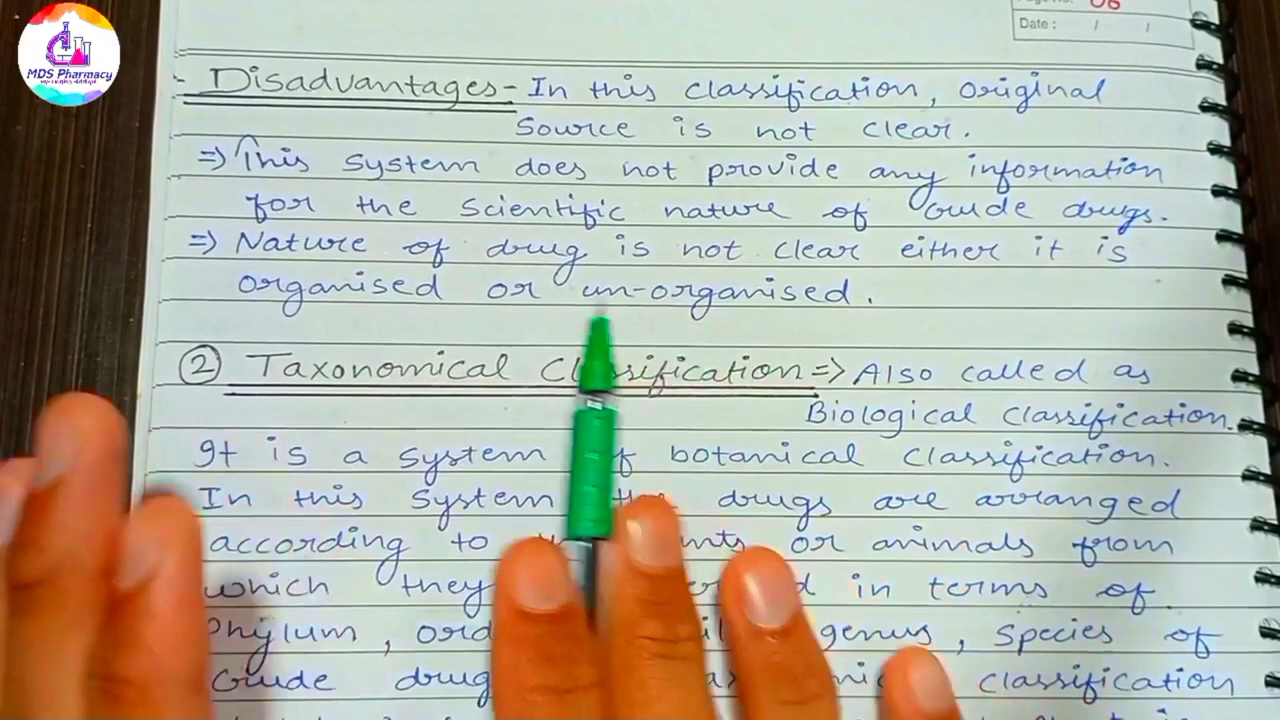 MDS Pharmacy
06
Date : / /
Disadvantages - In this classification, original
source is not clear.
=> This system does not provide any information
for the scientific nature of crude drugs.
=> Nature of drug is not clear either it is
organised or un-organised.
② Taxonomical Classification => Also called as
Biological classification.
It is a system of botanical classification.
In this system the drugs are arranged
according to or animals from
which they in terms of
Phylum, genus, species of
crude classification